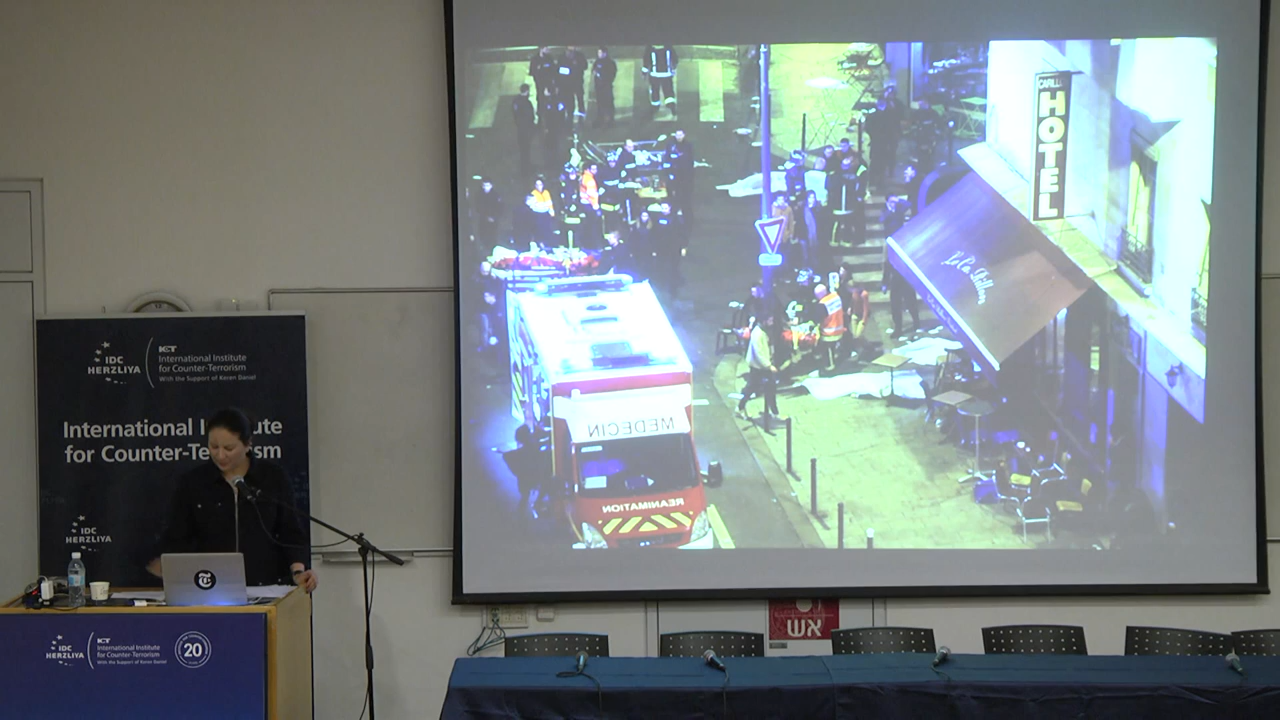 IDC
HERZLIYA
ICT
International Institute
for Counter-Terrorism
With the Support of Keren Daniel
International I
for Counter-Te ism
IDC
HERZLIYA
IDC
HERZLIYA
ICT
International Institute
for Counter-Terrorism
With the Support of Keren Daniel
20
HOTEL
MEDECIN
REANIMATION
אש